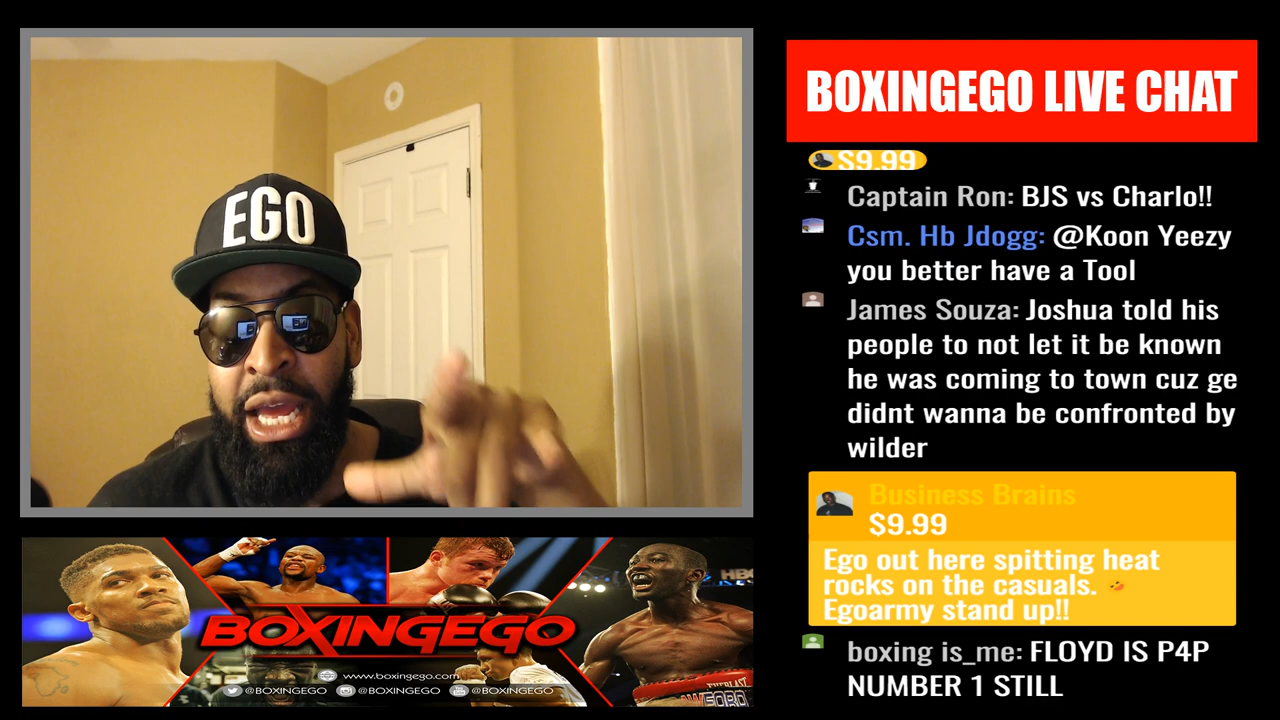 EGO
BOXINGEGO LIVE CHAT
$9.99
Captain Ron: BJS vs Charlo!!
Csm. Hb Jdogg: @Koon Yeezy
you better have a Tool
James Souza: Joshua told his
people to not let it be known
he was coming to town cuz ge
didnt wanna be confronted by
wilder
Business Brains
$9.99
Ego out here spitting heat
rocks on the casuals.
Egoarmy stand up!!
boxing is_me: FLOYD IS P4P
NUMBER 1 STILL
HBO
BOXINGEGO
www.boxingego.com
@BOXINGEGO @BOXINGEGO @BOXINGEGO
EVERLAST